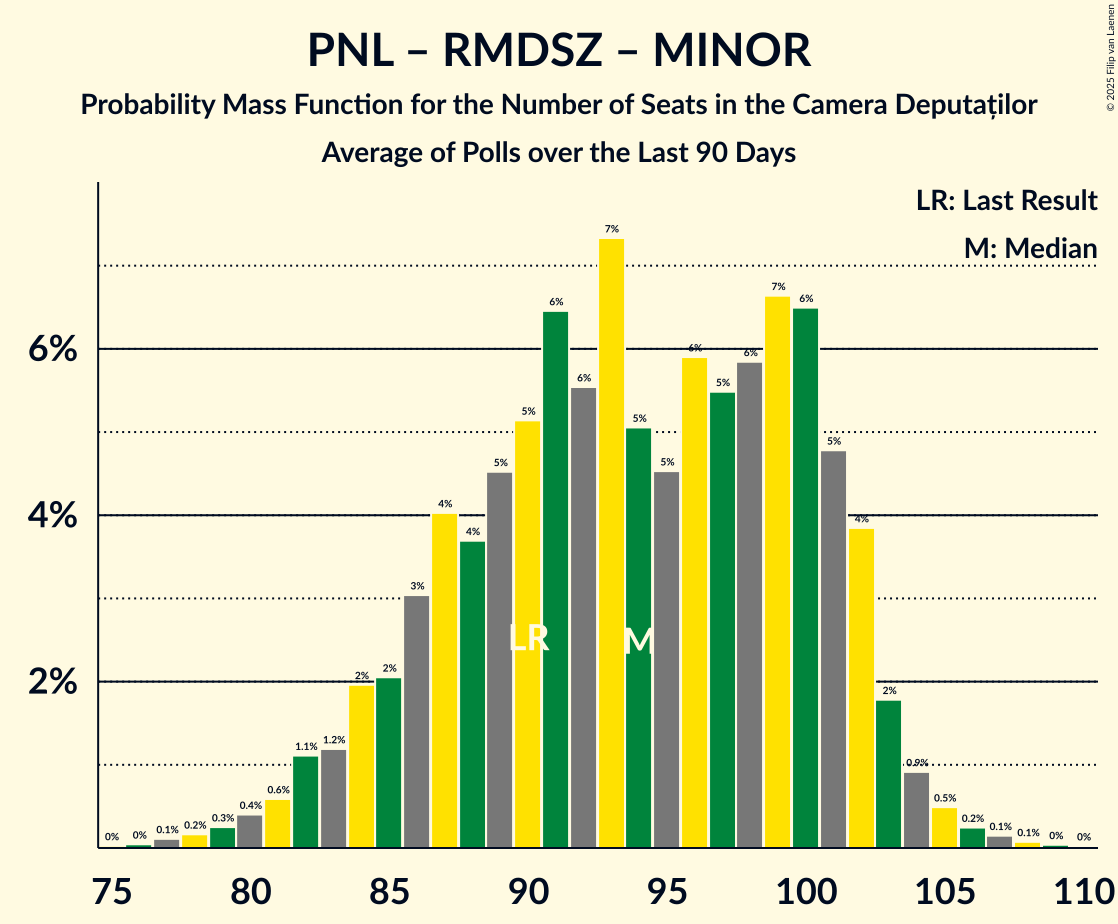 PNL – RMDSZ – MINOR
Probability Mass Function for the Number of Seats in the Camera Deputaților
Average of Polls over the Last 90 Days
© 2025 Filip van Laenen
LR: Last Result
M: Median
6%
4%
2%
0% 0% 0.1% 0.2% 0.3% 0.4% 0.6% 1.1% 1.2% 2% 2% 3% 4% 4% 5% 5% 6% 6% 7% 5% 5% 6% 5% 6% 7% 6% 5% 4% 2% 0.9% 0.5% 0.2% 0.1% 0.1% 0% 0%
LR M
75 80 85 90 95 100 105 110